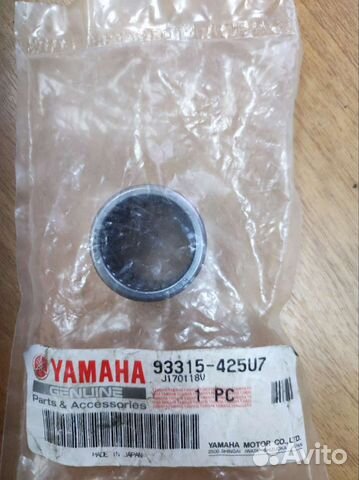 YAMAHA 93315-425U7
GENUINE J170118V
Parts & Accessories 1 PC
YAMAHA MOTOR CO., LTD.
MADE IN JAPAN
Avito